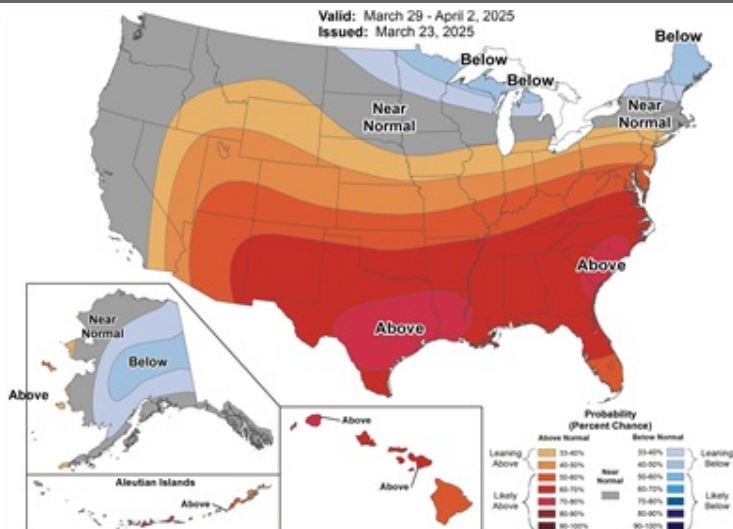 Valid: March 29 - April 2, 2025
Issued: March 23, 2025
Below
Below
Below
Near
Normal
Near
Normal
Above
Above
Near
Normal
Below
Above
Aleutian Islands
Above
Above
Above
Probability
(Percent Chance)
Above Normal
Below Normal
Leaning
Above
33-40%
40-50%
50-60%
Likely
Above
60-70%
70-80%
80-90%
90-100%
Near
Normal
33-40%
40-50%
50-60%
60-70%
70-80%
80-90%
90-100%
Leaning
Below
Likely
Below